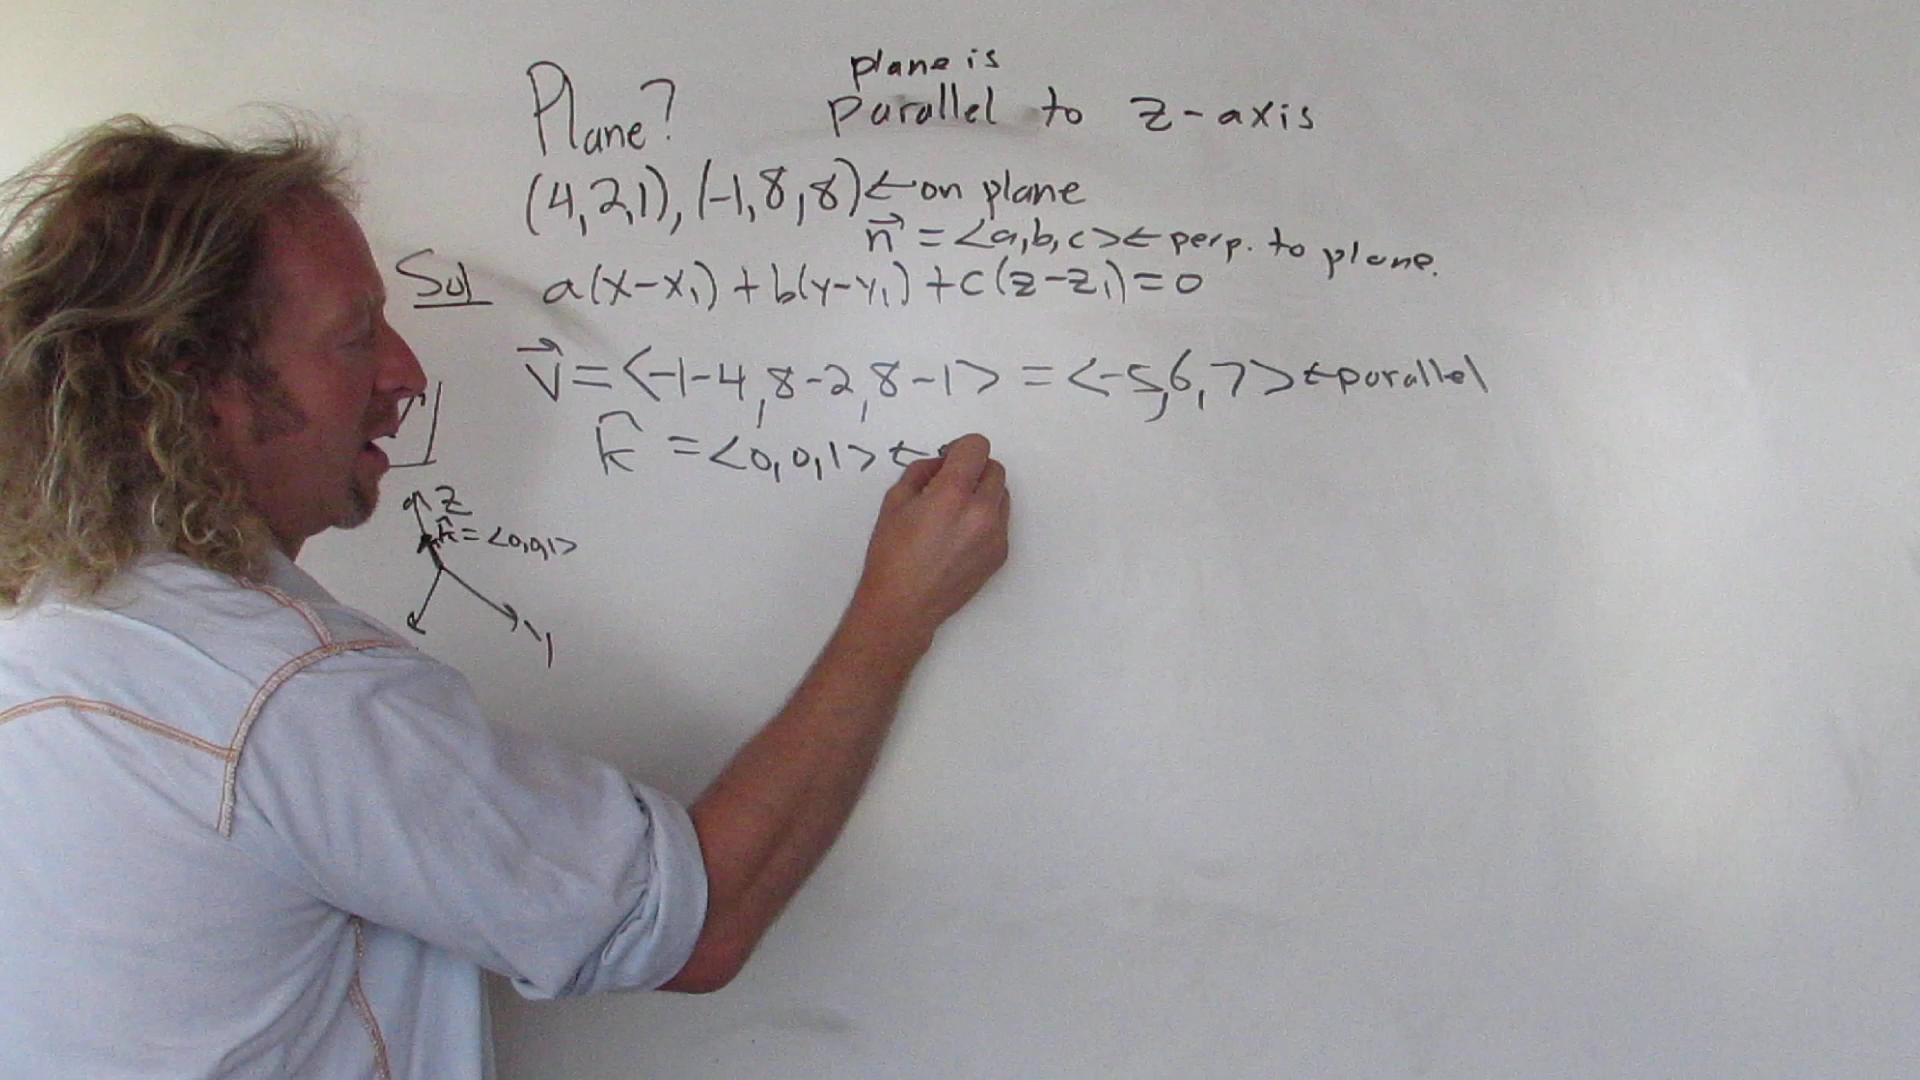 Plane?
plane is
parallel to z-axis
(4,2,1), (-1,8,8) ← on plane
n⃗ = <a,b,c> ← perp. to plane.
Sol a(x-x₁) + b(y-y₁) + c(z-z₁) = 0
v⃗ = <-1-4, 8-2, 8-1> = <-5,6,7> ← parallel
k̂ = <0,0,1> ←
z
k̂ = <0,0,1>
y